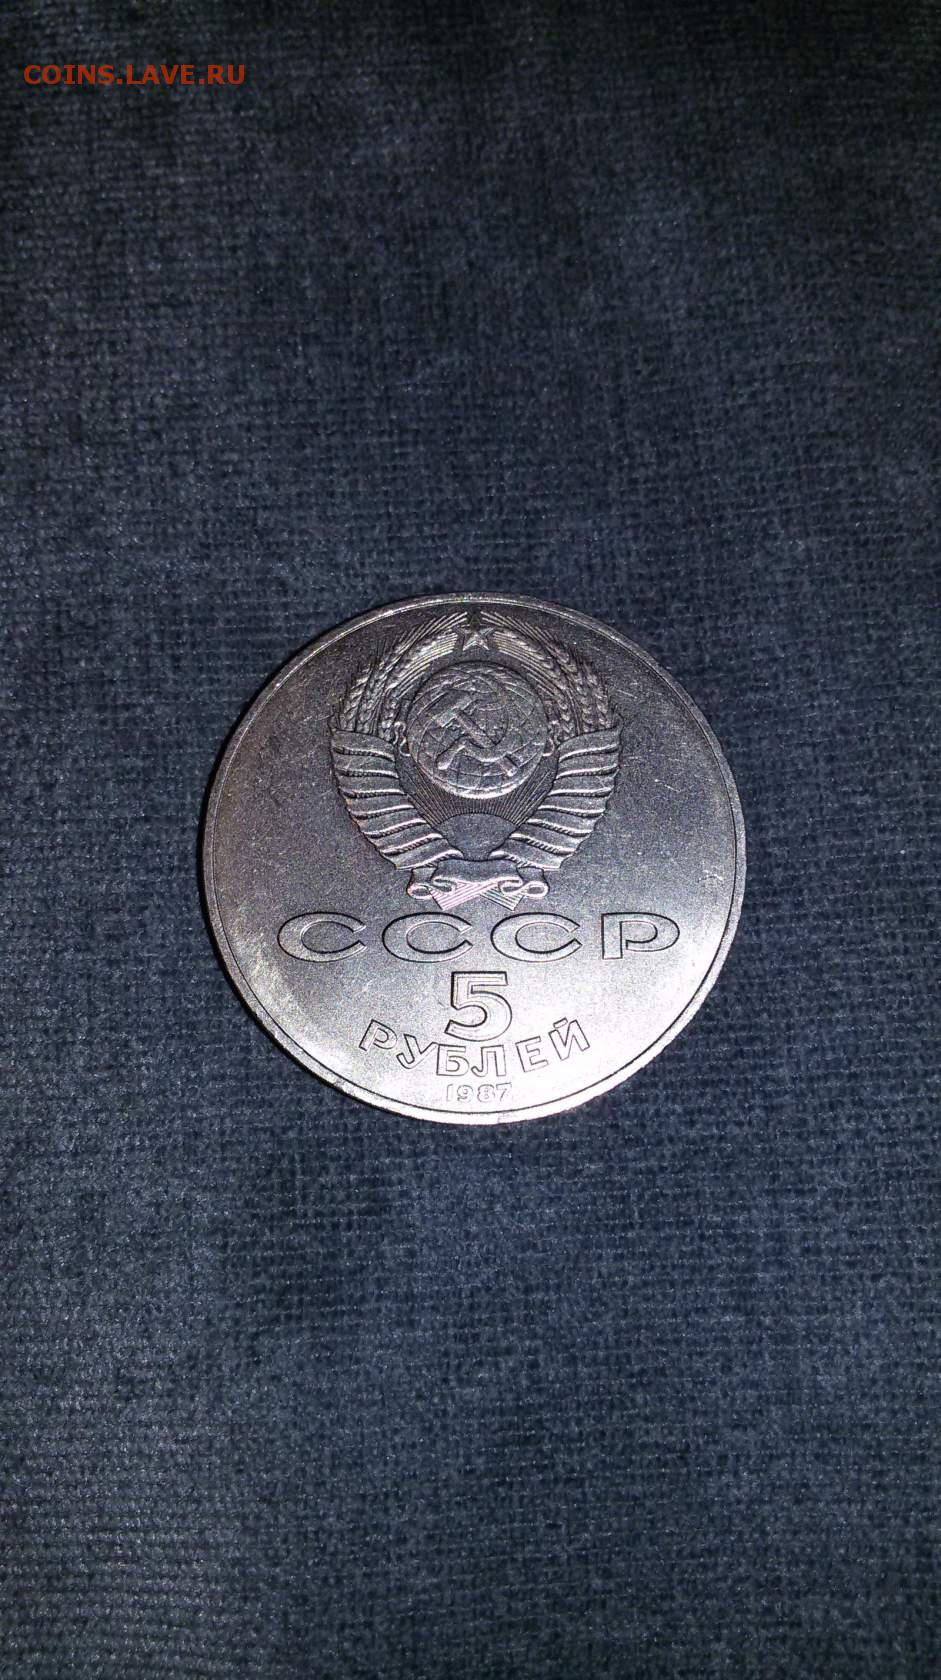 COINS.LAVE.RU
СССР
5
РУБЛЕЙ
1987